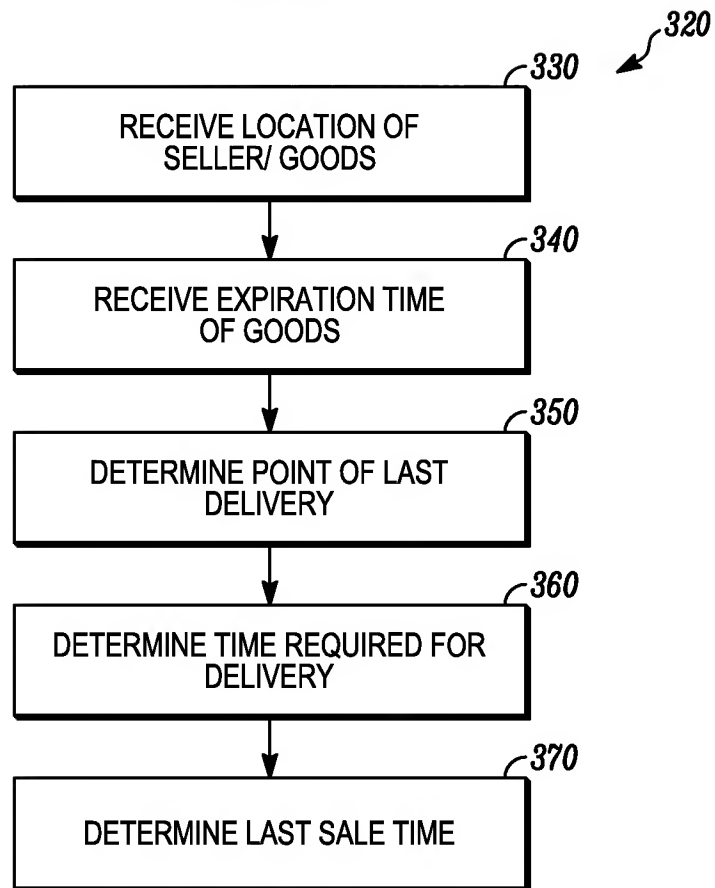 320
330
RECEIVE LOCATION OF
SELLER/ GOODS
340
RECEIVE EXPIRATION TIME
OF GOODS
350
DETERMINE POINT OF LAST
DELIVERY
360
DETERMINE TIME REQUIRED FOR
DELIVERY
370
DETERMINE LAST SALE TIME